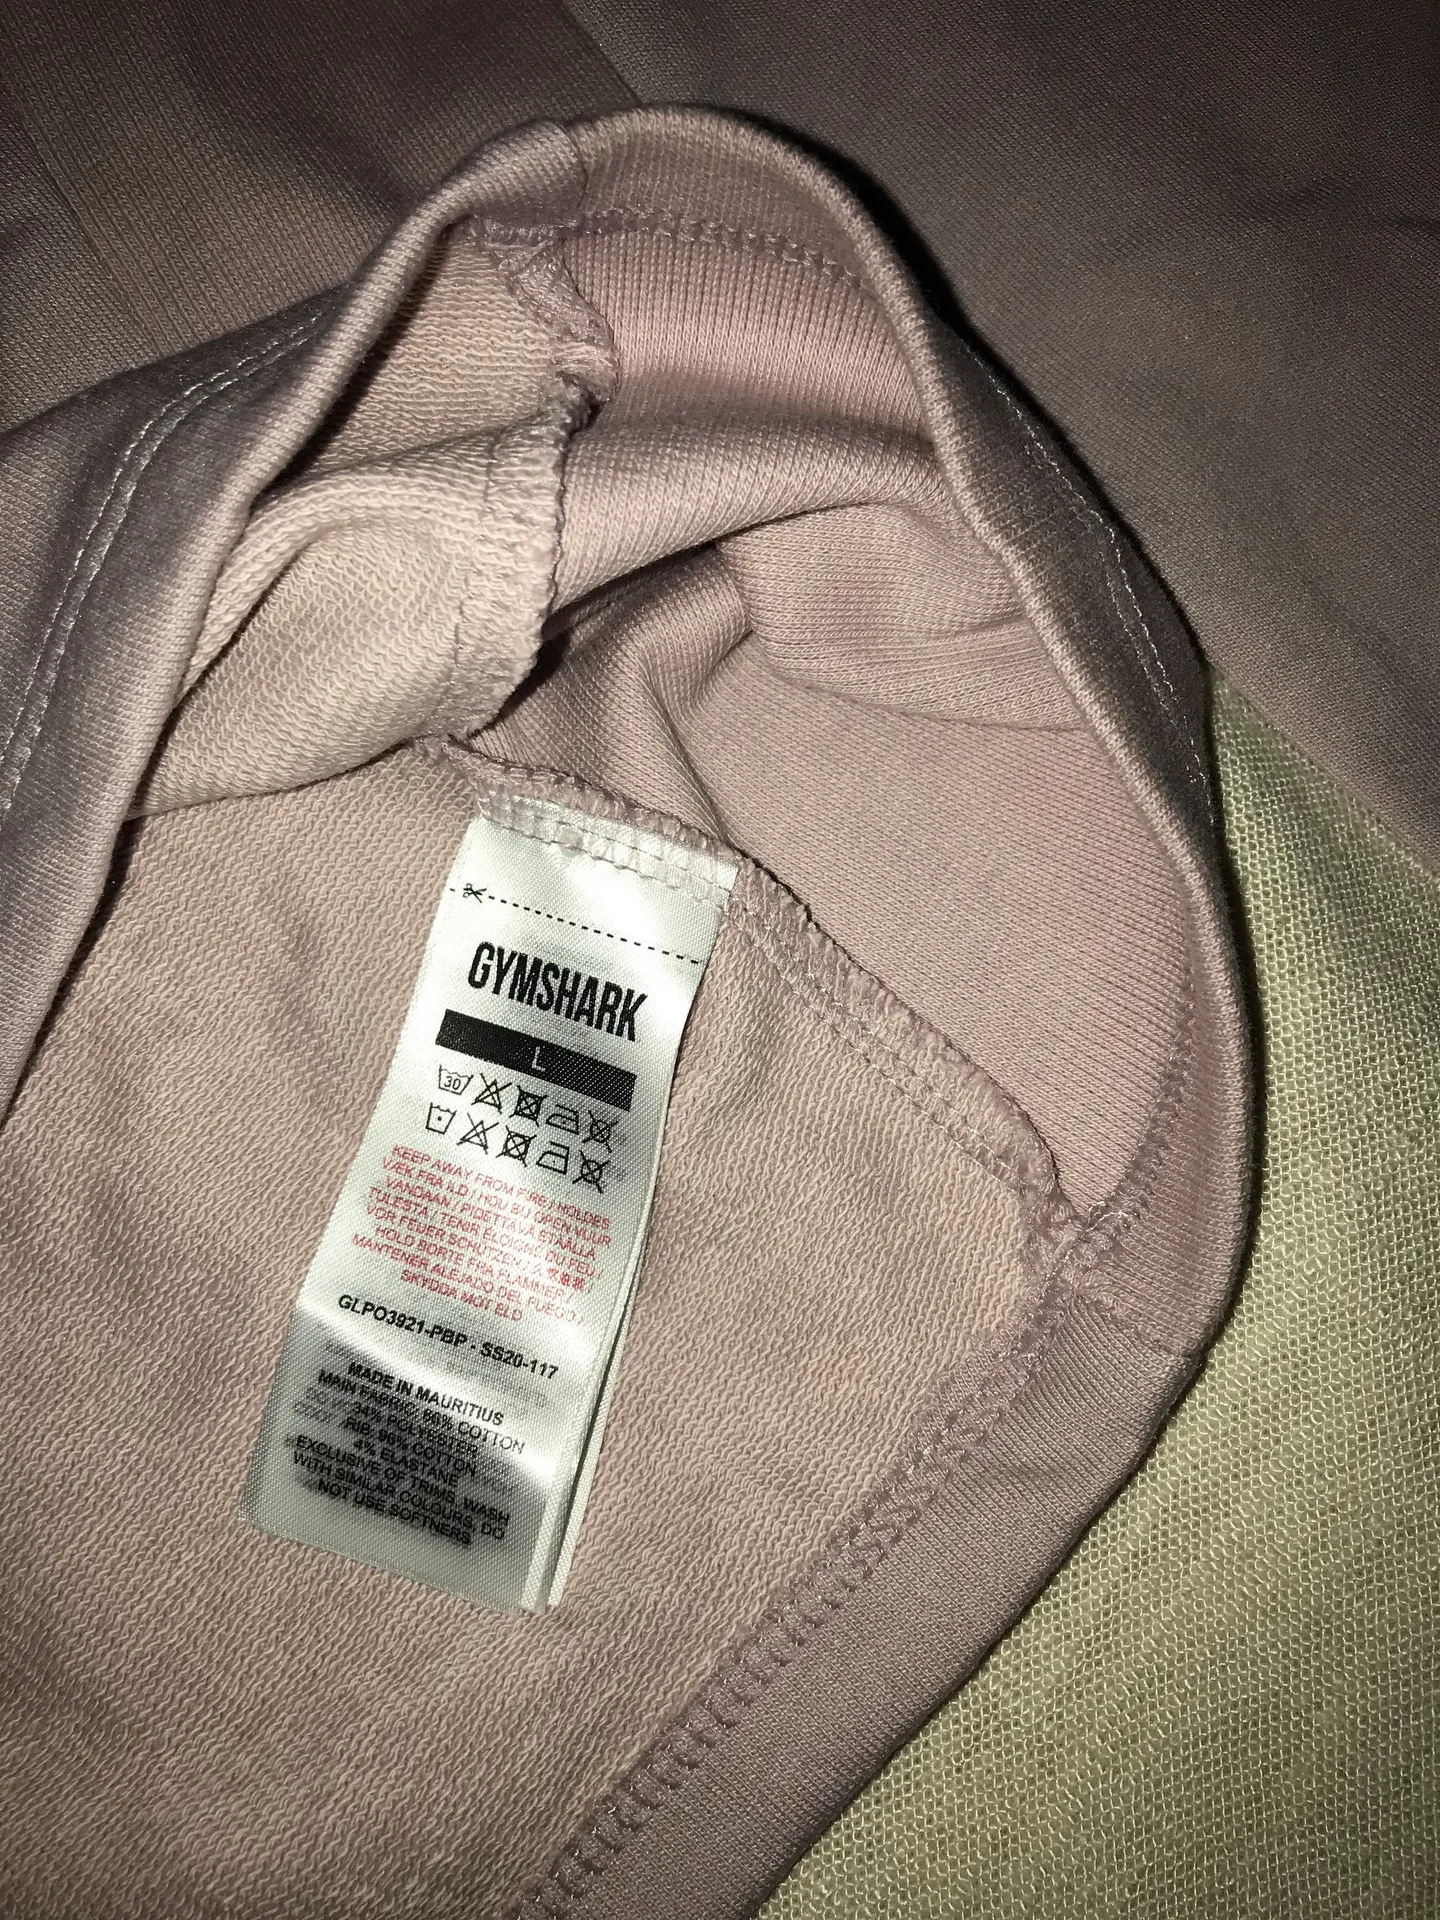 GYMSHARK
L
30
KEEP AWAY FROM FIRE / HOLDES
VÆK FRA ILD / HOU BIJ OPEN VUUR
VANDAAN / PIDETTÄVÄ ETÄÄLLÄ
TULESTA / TENIR ÉLOIGNÉ DU FEU
VOR FEUER SCHÜTZEN /
HOLD BORTE FRA FLAMMER /
MANTENER ALEJADO DEL FUEGO /
SKYDDA MOT ELD
GLPO3921-PBP - SS20-117
MADE IN MAURITIUS
MAIN FABRIC: 66% COTTON
34% POLYESTER
RIB: 96% COTTON
4% ELASTANE
EXCLUSIVE OF TRIMS. WASH
WITH SIMILAR COLOURS, DO
NOT USE SOFTNERS